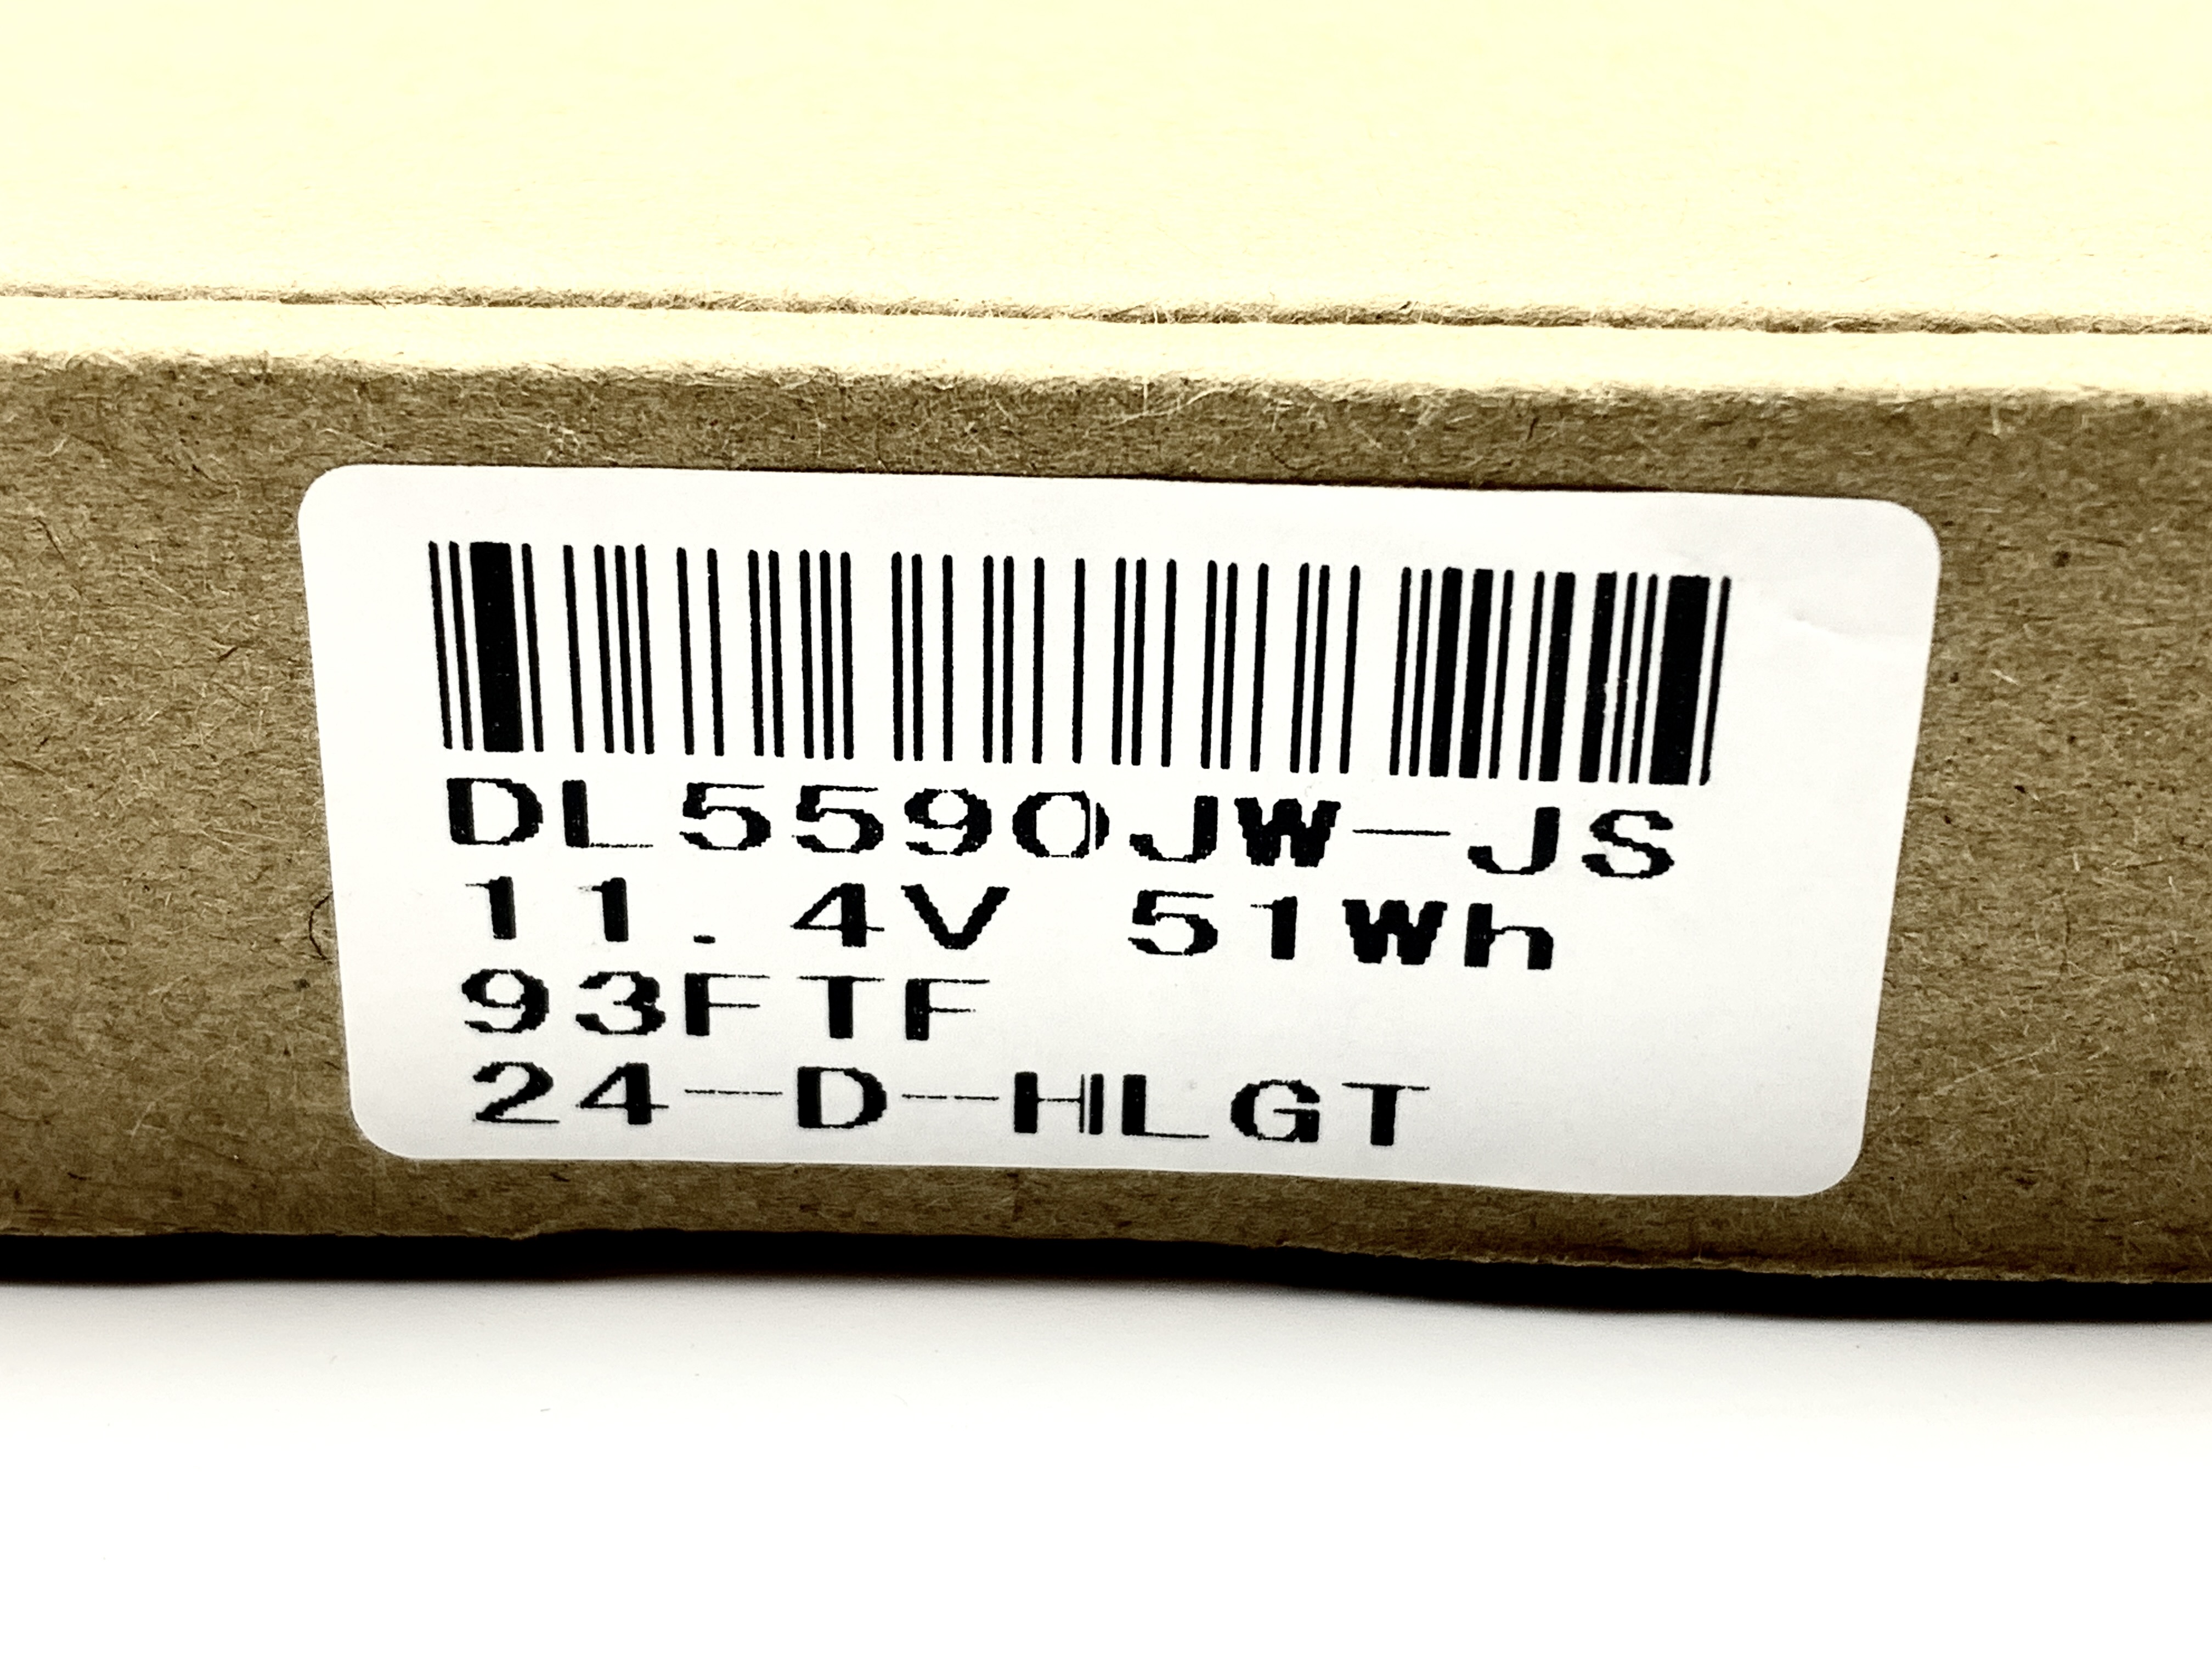 DL5590JW-JS
11.4V 51Wh
93FTF
24-D-HLGT